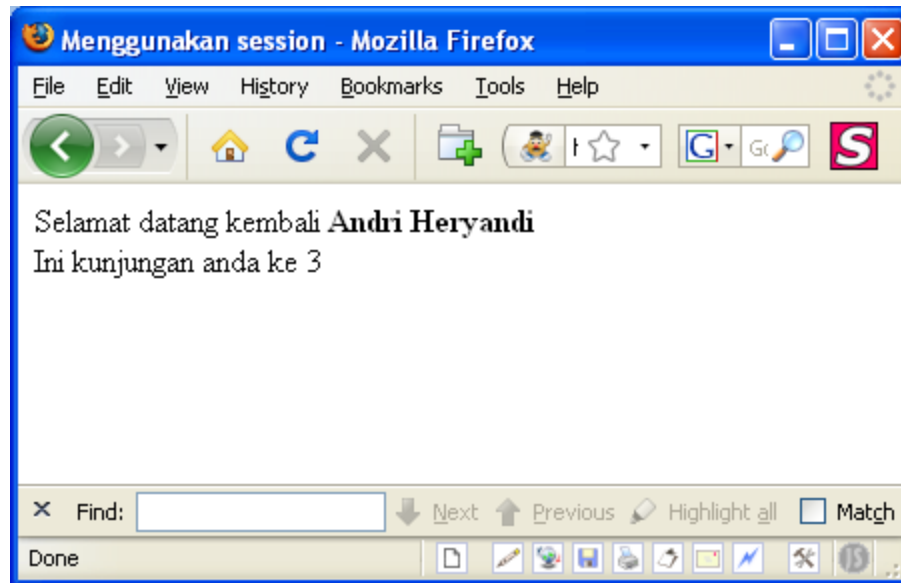 Menggunakan session - Mozilla Firefox
File Edit View History Bookmarks Tools Help
G S
Selamat datang kembali Andri Heryandi
Ini kunjungan anda ke 3
× Find: Next Previous Highlight all Match
Done JS